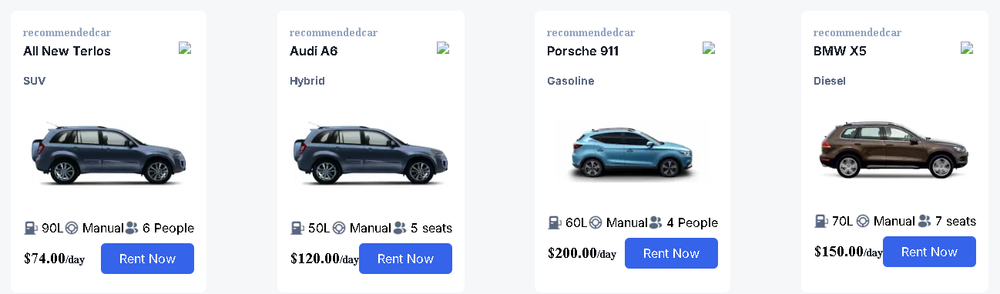 recommendedcar
All New Terlos
SUV
90L Manual 6 People
$74.00/day Rent Now
recommendedcar
Audi A6
Hybrid
50L Manual 5 seats
$120.00/day Rent Now
recommendedcar
Porsche 911
Gasoline
60L Manual 4 People
$200.00/day Rent Now
recommendedcar
BMW X5
Diesel
70L Manual 7 seats
$150.00/day Rent Now